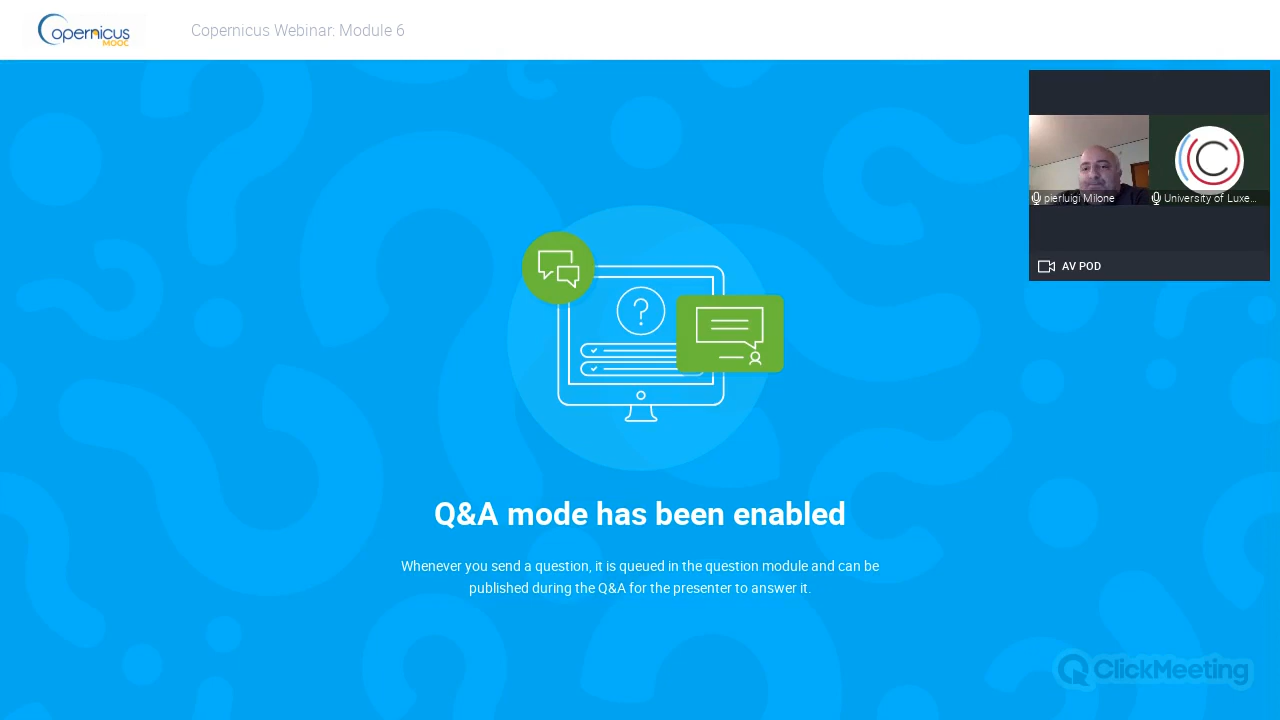 Copernicus
MOOC
Copernicus Webinar: Module 6
pierluigi Milone
University of Luxe...
AV POD
Q&A mode has been enabled
Whenever you send a question, it is queued in the question module and can be
published during the Q&A for the presenter to answer it.
ClickMeeting